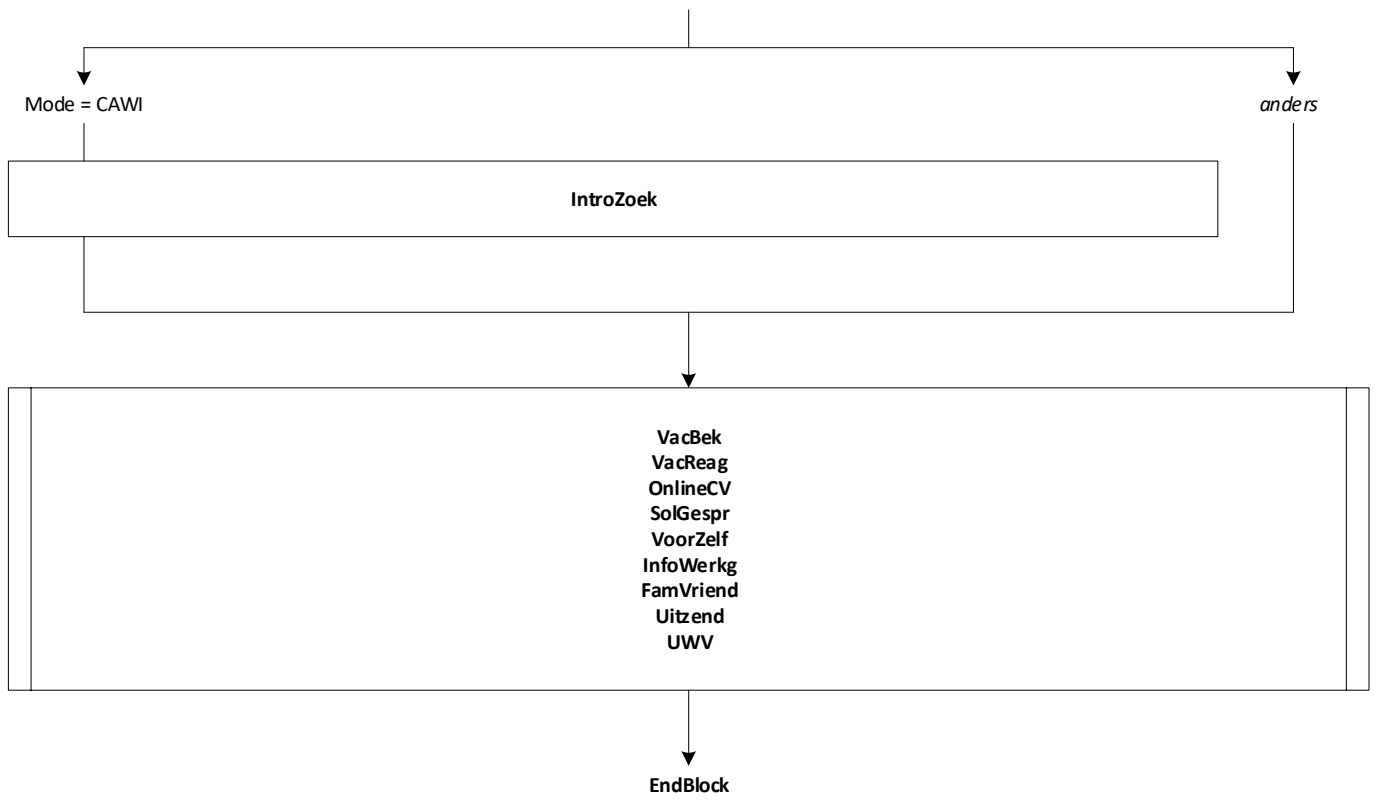 Mode = CAWI
anders
IntroZoek
VacBek
VacReag
OnlineCV
SolGespr
VoorZelf
InfoWerkg
FamVriend
Uitzend
UWV
EndBlock